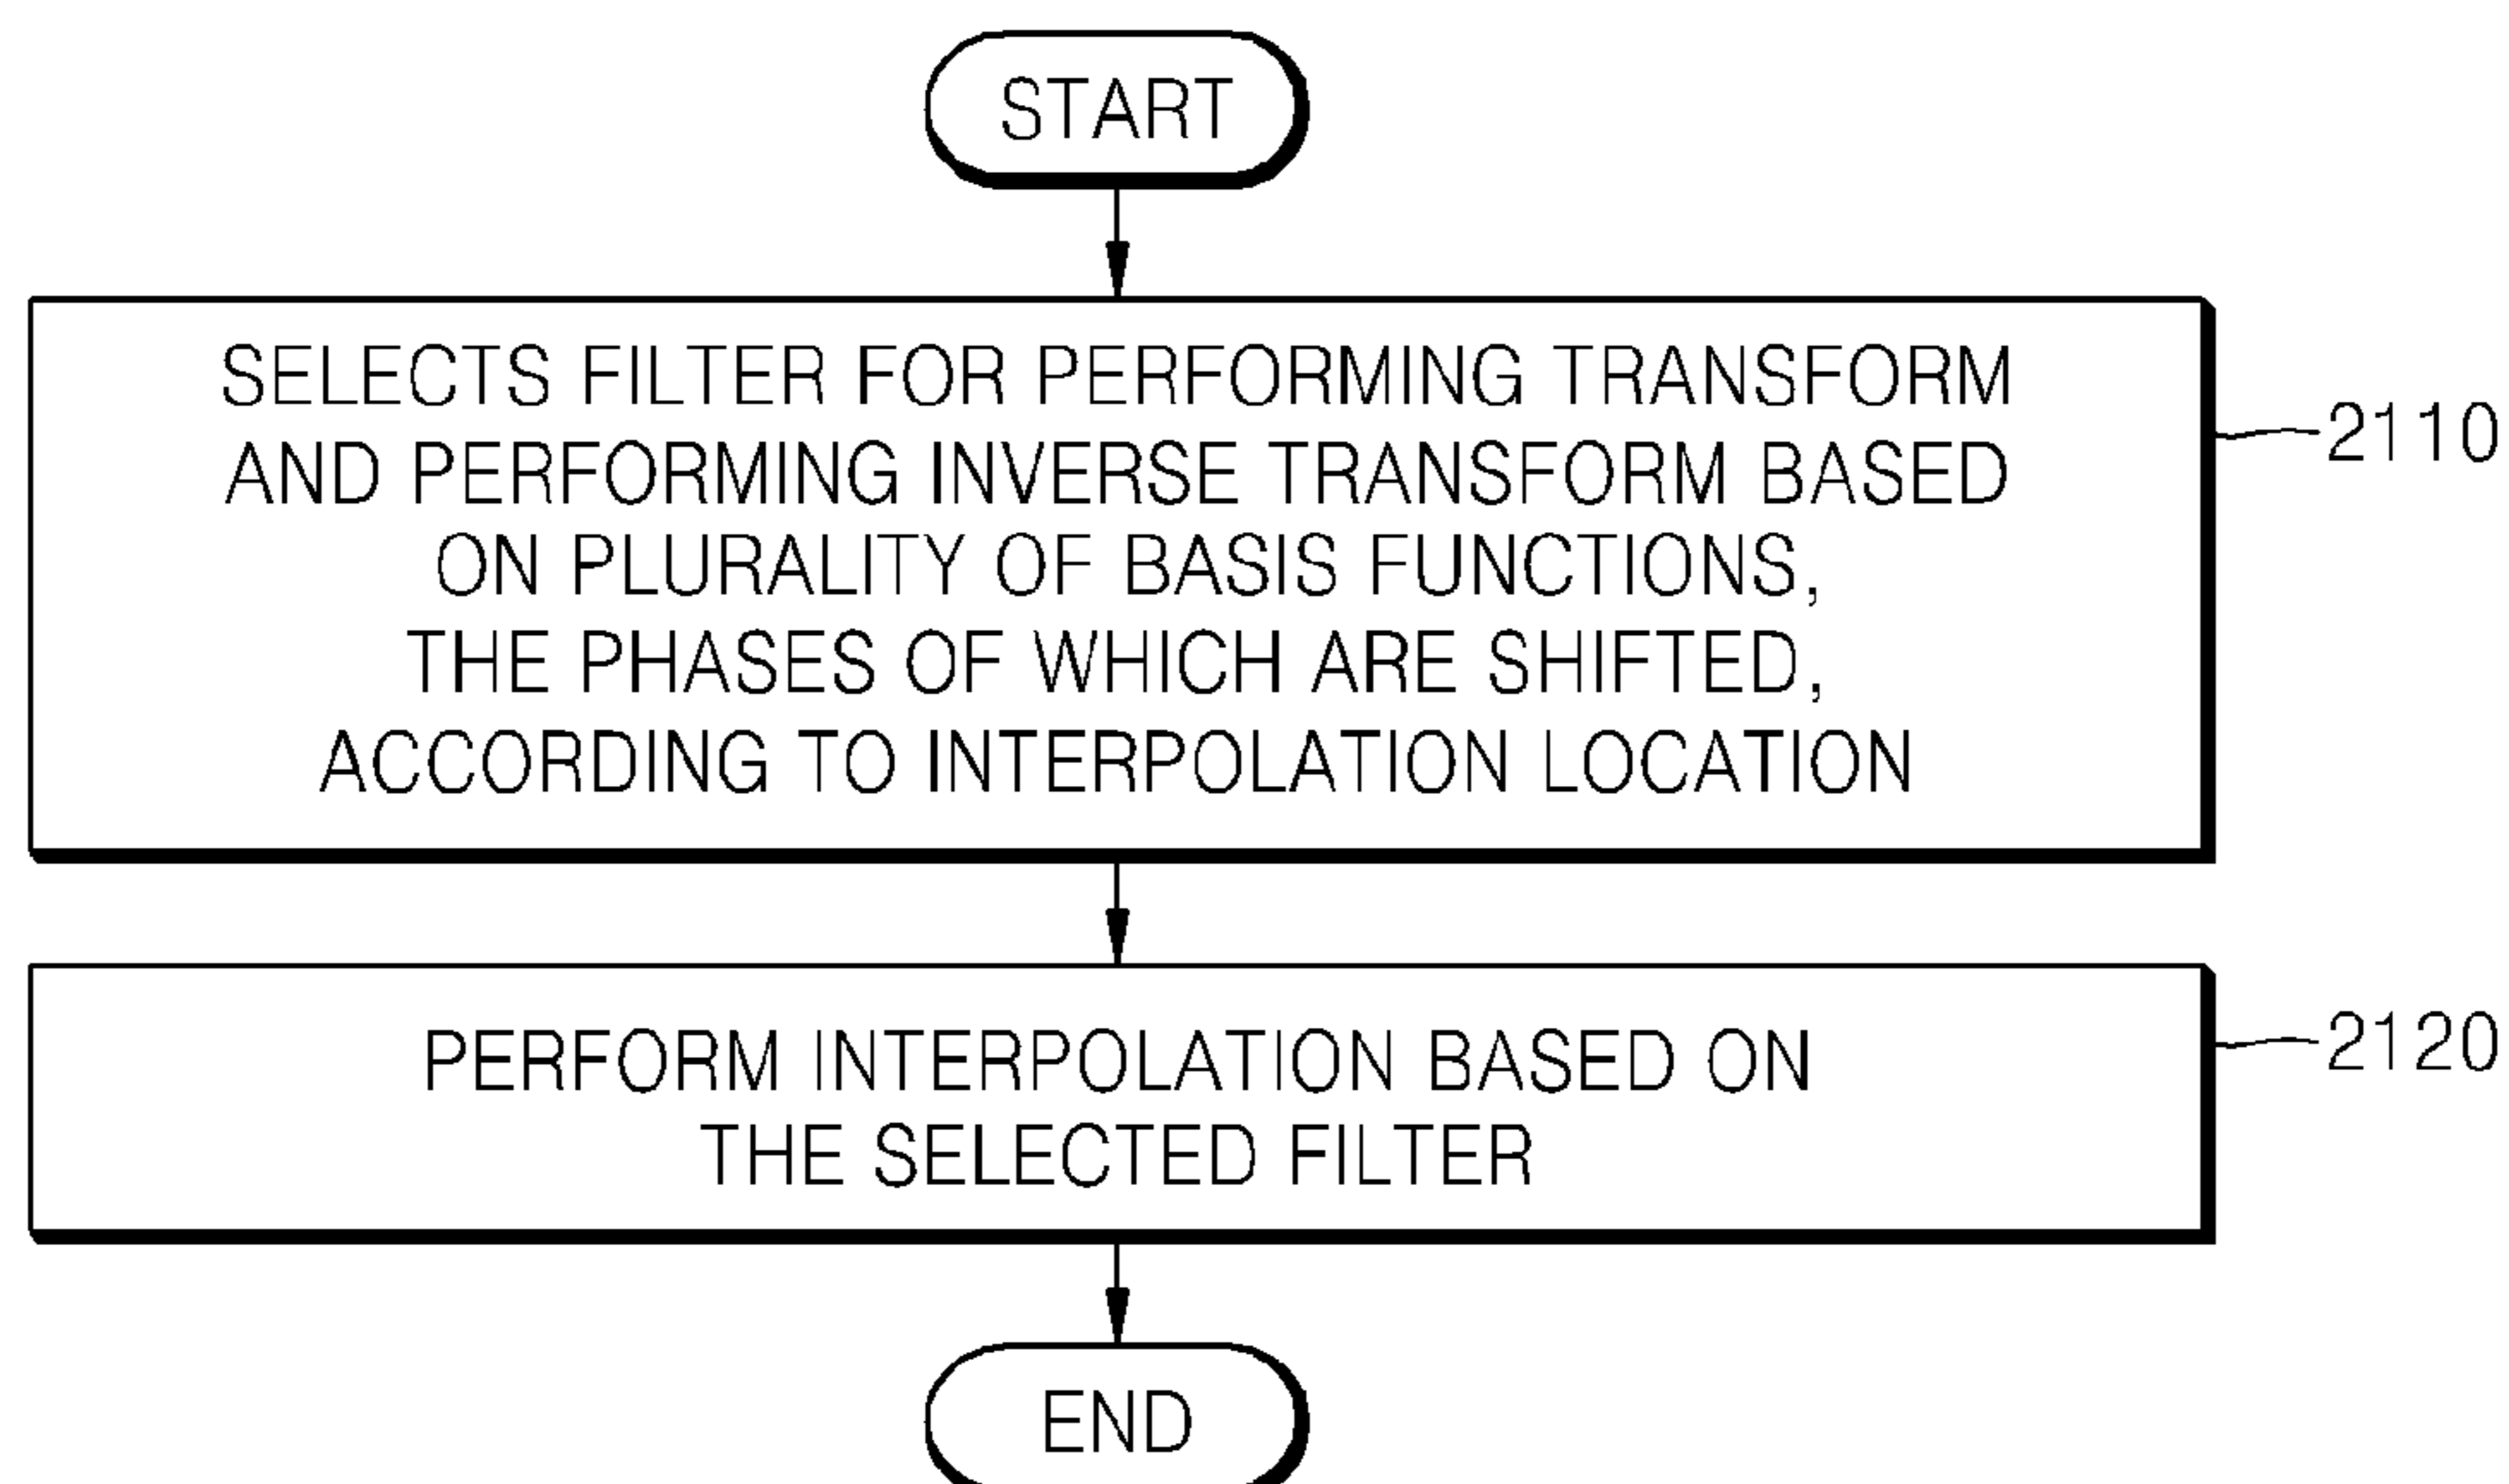 START
SELECTS FILTER FOR PERFORMING TRANSFORM
AND PERFORMING INVERSE TRANSFORM BASED
ON PLURALITY OF BASIS FUNCTIONS,
THE PHASES OF WHICH ARE SHIFTED,
ACCORDING TO INTERPOLATION LOCATION
2110
PERFORM INTERPOLATION BASED ON
THE SELECTED FILTER
2120
END